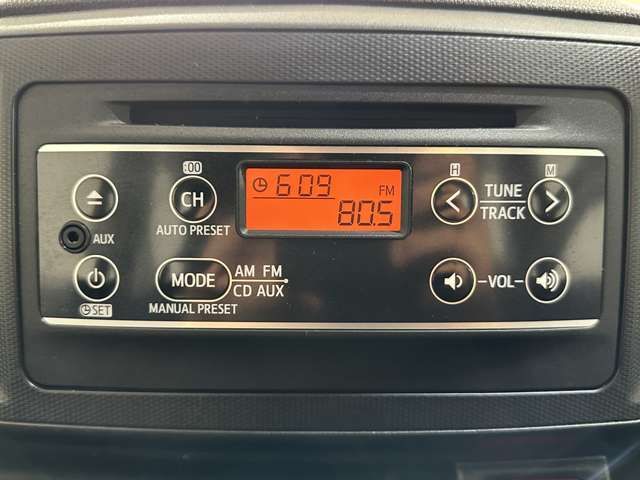 :00
CH
AUTO PRESET
AUX
SET
MODE
AM FM
CD AUX
MANUAL PRESET
6 09
FM
80.5
H
M
TUNE
TRACK
VOL